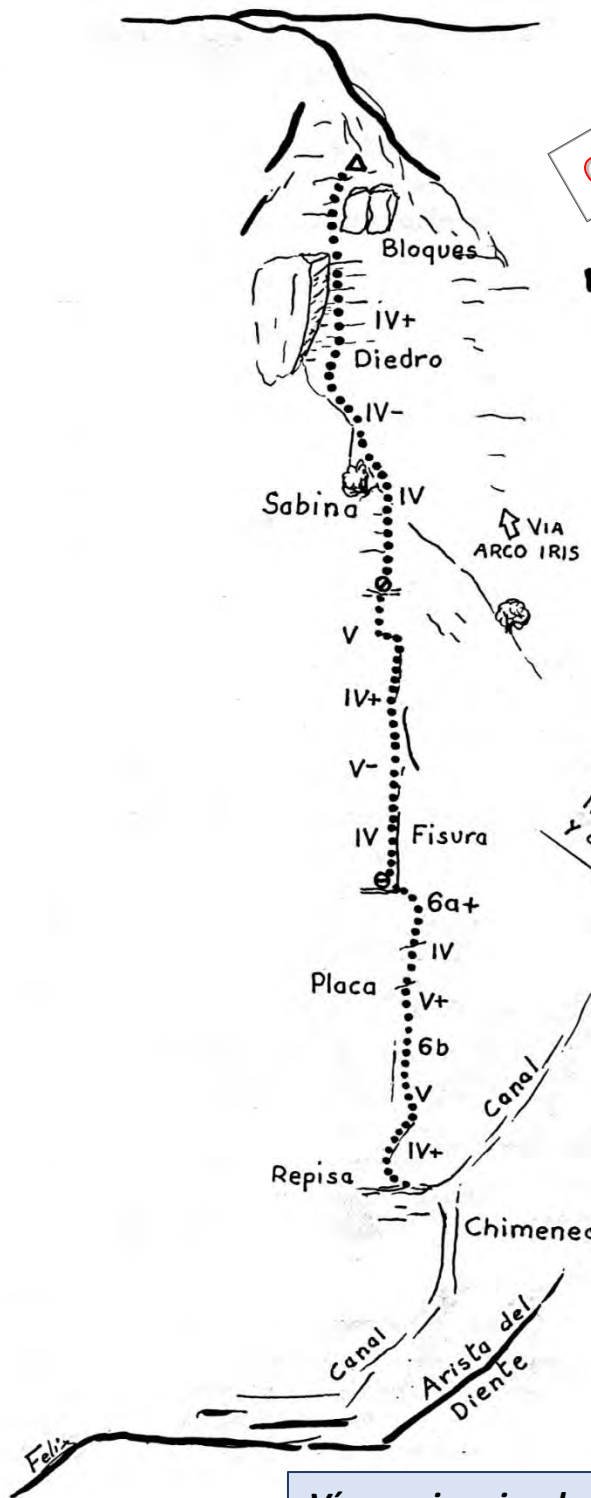 Bloques
IV+
Diedro
IV-
Sabina
IV
VIA
ARCO IRIS
V
IV+
V-
IV
Fisura
6a+
IV
Placa
V+
6b
V
Canal
IV+
Repisa
Chimenea
Canal
Arista del
Diente
Felix